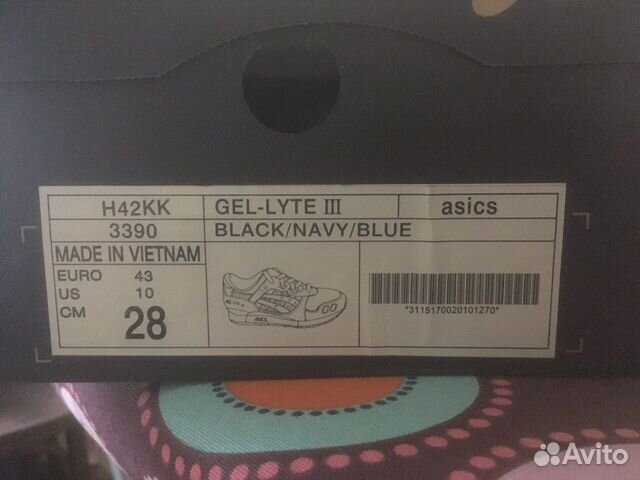 H42KK GEL-LYTE III asics
3390 BLACK/NAVY/BLUE
MADE IN VIETNAM
EURO 43
US 10
CM 28
*3115170020101270*
Avito